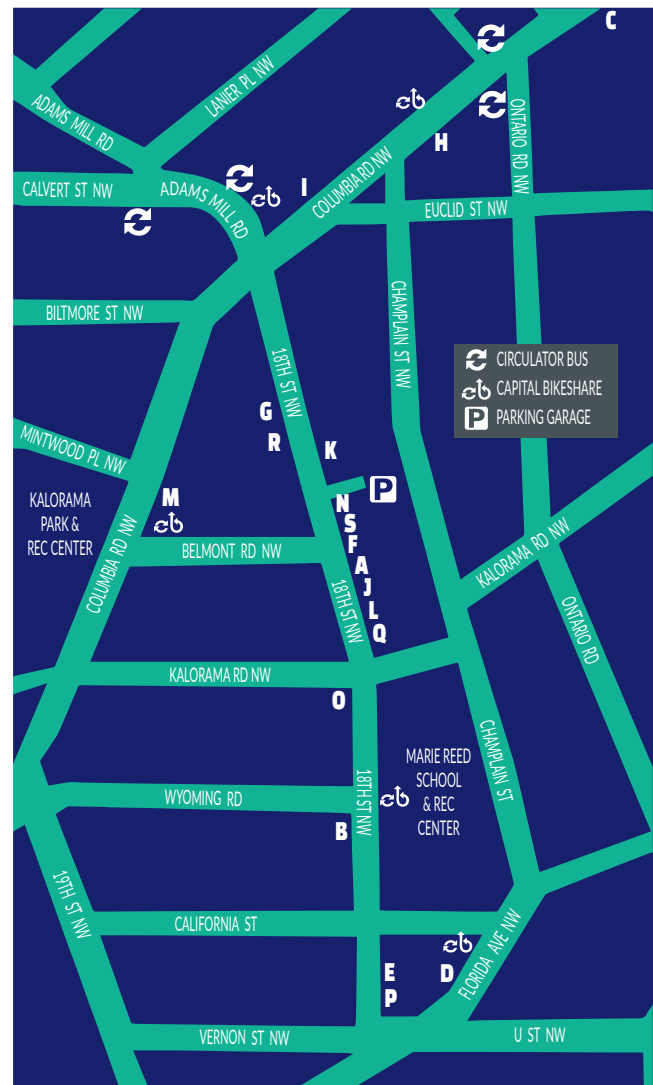 C
LANIER PL NW
ADAMS MILL RD
ONTARIO RD NW
H
CALVERT ST NW
ADAMS MILL RD
I
COLUMBIA RD NW
EUCLID ST NW
BILTMORE ST NW
CHAMPLAIN ST NW
18TH ST NW
CIRCULATOR BUS
CAPITAL BIKESHARE
P PARKING GARAGE
G
R
K
MINTWOOD PL NW
P
M
N
KALORAMA
PARK &
REC CENTER
S
F
COLUMBIA RD NW
BELMONT RD NW
KALORAMA RD NW
A
J
18TH ST NW
L
Q
ONTARIO RD
KALORAMA RD NW
O
MARIE REED
SCHOOL
& REC
CENTER
CHAMPLAIN ST
WYOMING RD
18TH ST NW
B
19TH ST NW
CALIFORNIA ST
FLORIDA AVE NW
E
D
P
VERNON ST NW
U ST NW